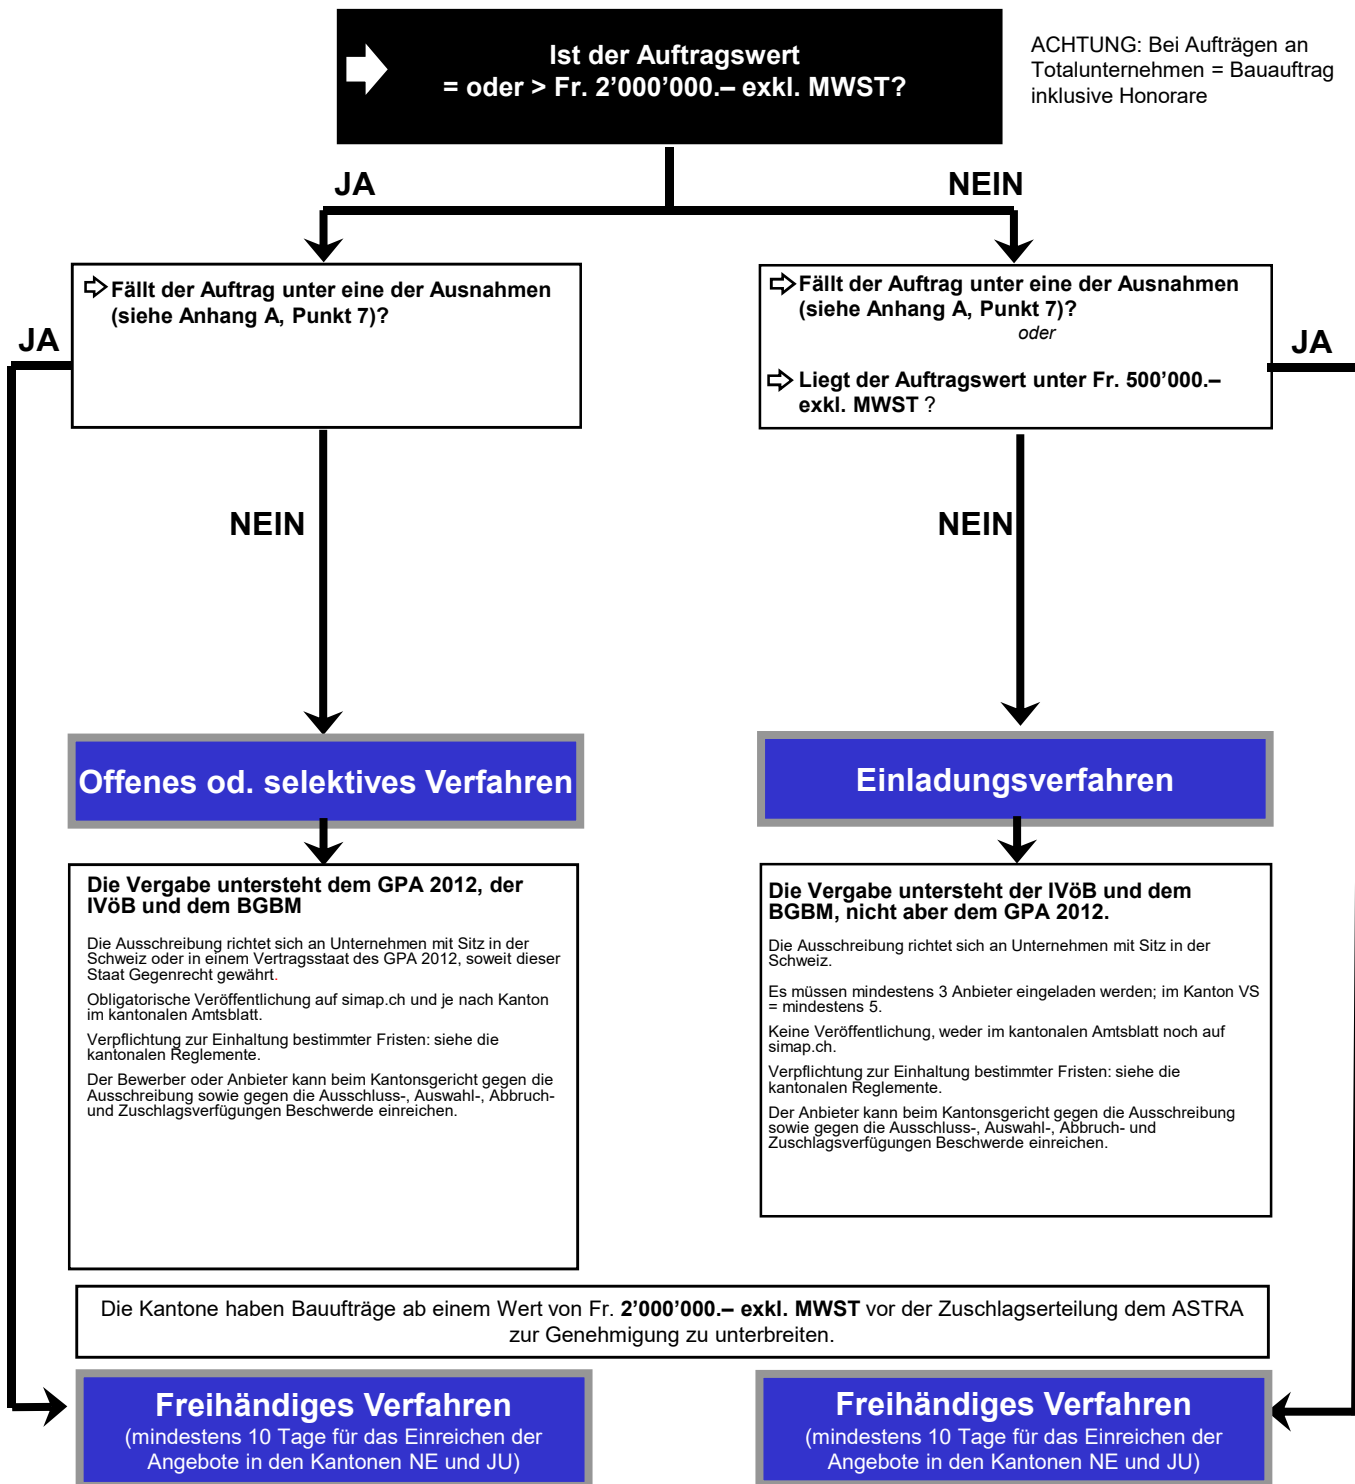 Ist der Auftragswert
= oder > Fr. 2’000’000.– exkl. MWST?
ACHTUNG: Bei Aufträgen an
Totalunternehmen = Bauauftrag
inklusive Honorare
JA
NEIN
Fällt der Auftrag unter eine der Ausnahmen
(siehe Anhang A, Punkt 7)?
JA
Fällt der Auftrag unter eine der Ausnahmen
(siehe Anhang A, Punkt 7)?
oder
Liegt der Auftragswert unter Fr. 500’000.–
exkl. MWST ?
JA
NEIN
NEIN
Offenes od. selektives Verfahren
Einladungsverfahren
Die Vergabe untersteht dem GPA 2012, der
IVöB und dem BGBM
Die Ausschreibung richtet sich an Unternehmen mit Sitz in der
Schweiz oder in einem Vertragsstaat des GPA 2012, soweit dieser
Staat Gegenrecht gewährt.
Obligatorische Veröffentlichung auf simap.ch und je nach Kanton
im kantonalen Amtsblatt.
Verpflichtung zur Einhaltung bestimmter Fristen: siehe die
kantonalen Reglemente.
Der Bewerber oder Anbieter kann beim Kantonsgericht gegen die
Ausschreibung sowie gegen die Ausschluss-, Auswahl-, Abbruch-
und Zuschlagsverfügungen Beschwerde einreichen.
Die Vergabe untersteht der IVöB und dem
BGBM, nicht aber dem GPA 2012.
Die Ausschreibung richtet sich an Unternehmen mit Sitz in der
Schweiz.
Es müssen mindestens 3 Anbieter eingeladen werden; im Kanton VS
= mindestens 5.
Keine Veröffentlichung, weder im kantonalen Amtsblatt noch auf
simap.ch.
Verpflichtung zur Einhaltung bestimmter Fristen: siehe die
kantonalen Reglemente.
Der Anbieter kann beim Kantonsgericht gegen die Ausschreibung
sowie gegen die Ausschluss-, Auswahl-, Abbruch- und
Zuschlagsverfügungen Beschwerde einreichen.
Die Kantone haben Bauufträge ab einem Wert von Fr. 2’000’000.– exkl. MWST vor der Zuschlagserteilung dem ASTRA
zur Genehmigung zu unterbreiten.
Freihändiges Verfahren
(mindestens 10 Tage für das Einreichen der
Angebote in den Kantonen NE und JU)
Freihändiges Verfahren
(mindestens 10 Tage für das Einreichen der
Angebote in den Kantonen NE und JU)